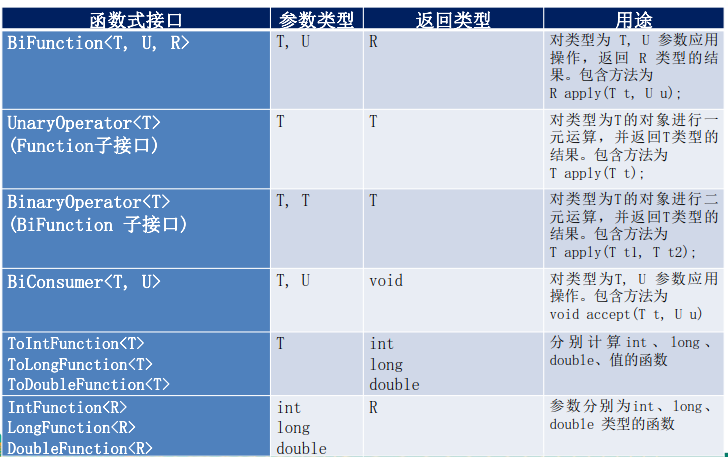 函数式接口 参数类型 返回类型 用途
BiFunction<T, U, R> T, U R 对类型为 T, U 参数应用
操作，返回 R 类型的结
果。包含方法为
R apply(T t, U u);
UnaryOperator<T> T T 对类型为T的对象进行一
(Function子接口) 元运算，并返回T类型的
结果。包含方法为
T apply(T t);
BinaryOperator<T> T, T T 对类型为T的对象进行二
(BiFunction 子接口) 元运算，并返回T类型的
结果。包含方法为
T apply(T t1, T t2);
BiConsumer<T, U> T, U void 对类型为T, U 参数应用
操作。包含方法为
void accept(T t, U u)
ToIntFunction<T> T int 分别计算int、long、
ToLongFunction<T> long double、值的函数
ToDoubleFunction<T> double
IntFunction<R> int R 参数分别为int、long、
LongFunction<R> long double 类型的函数
DoubleFunction<R> double